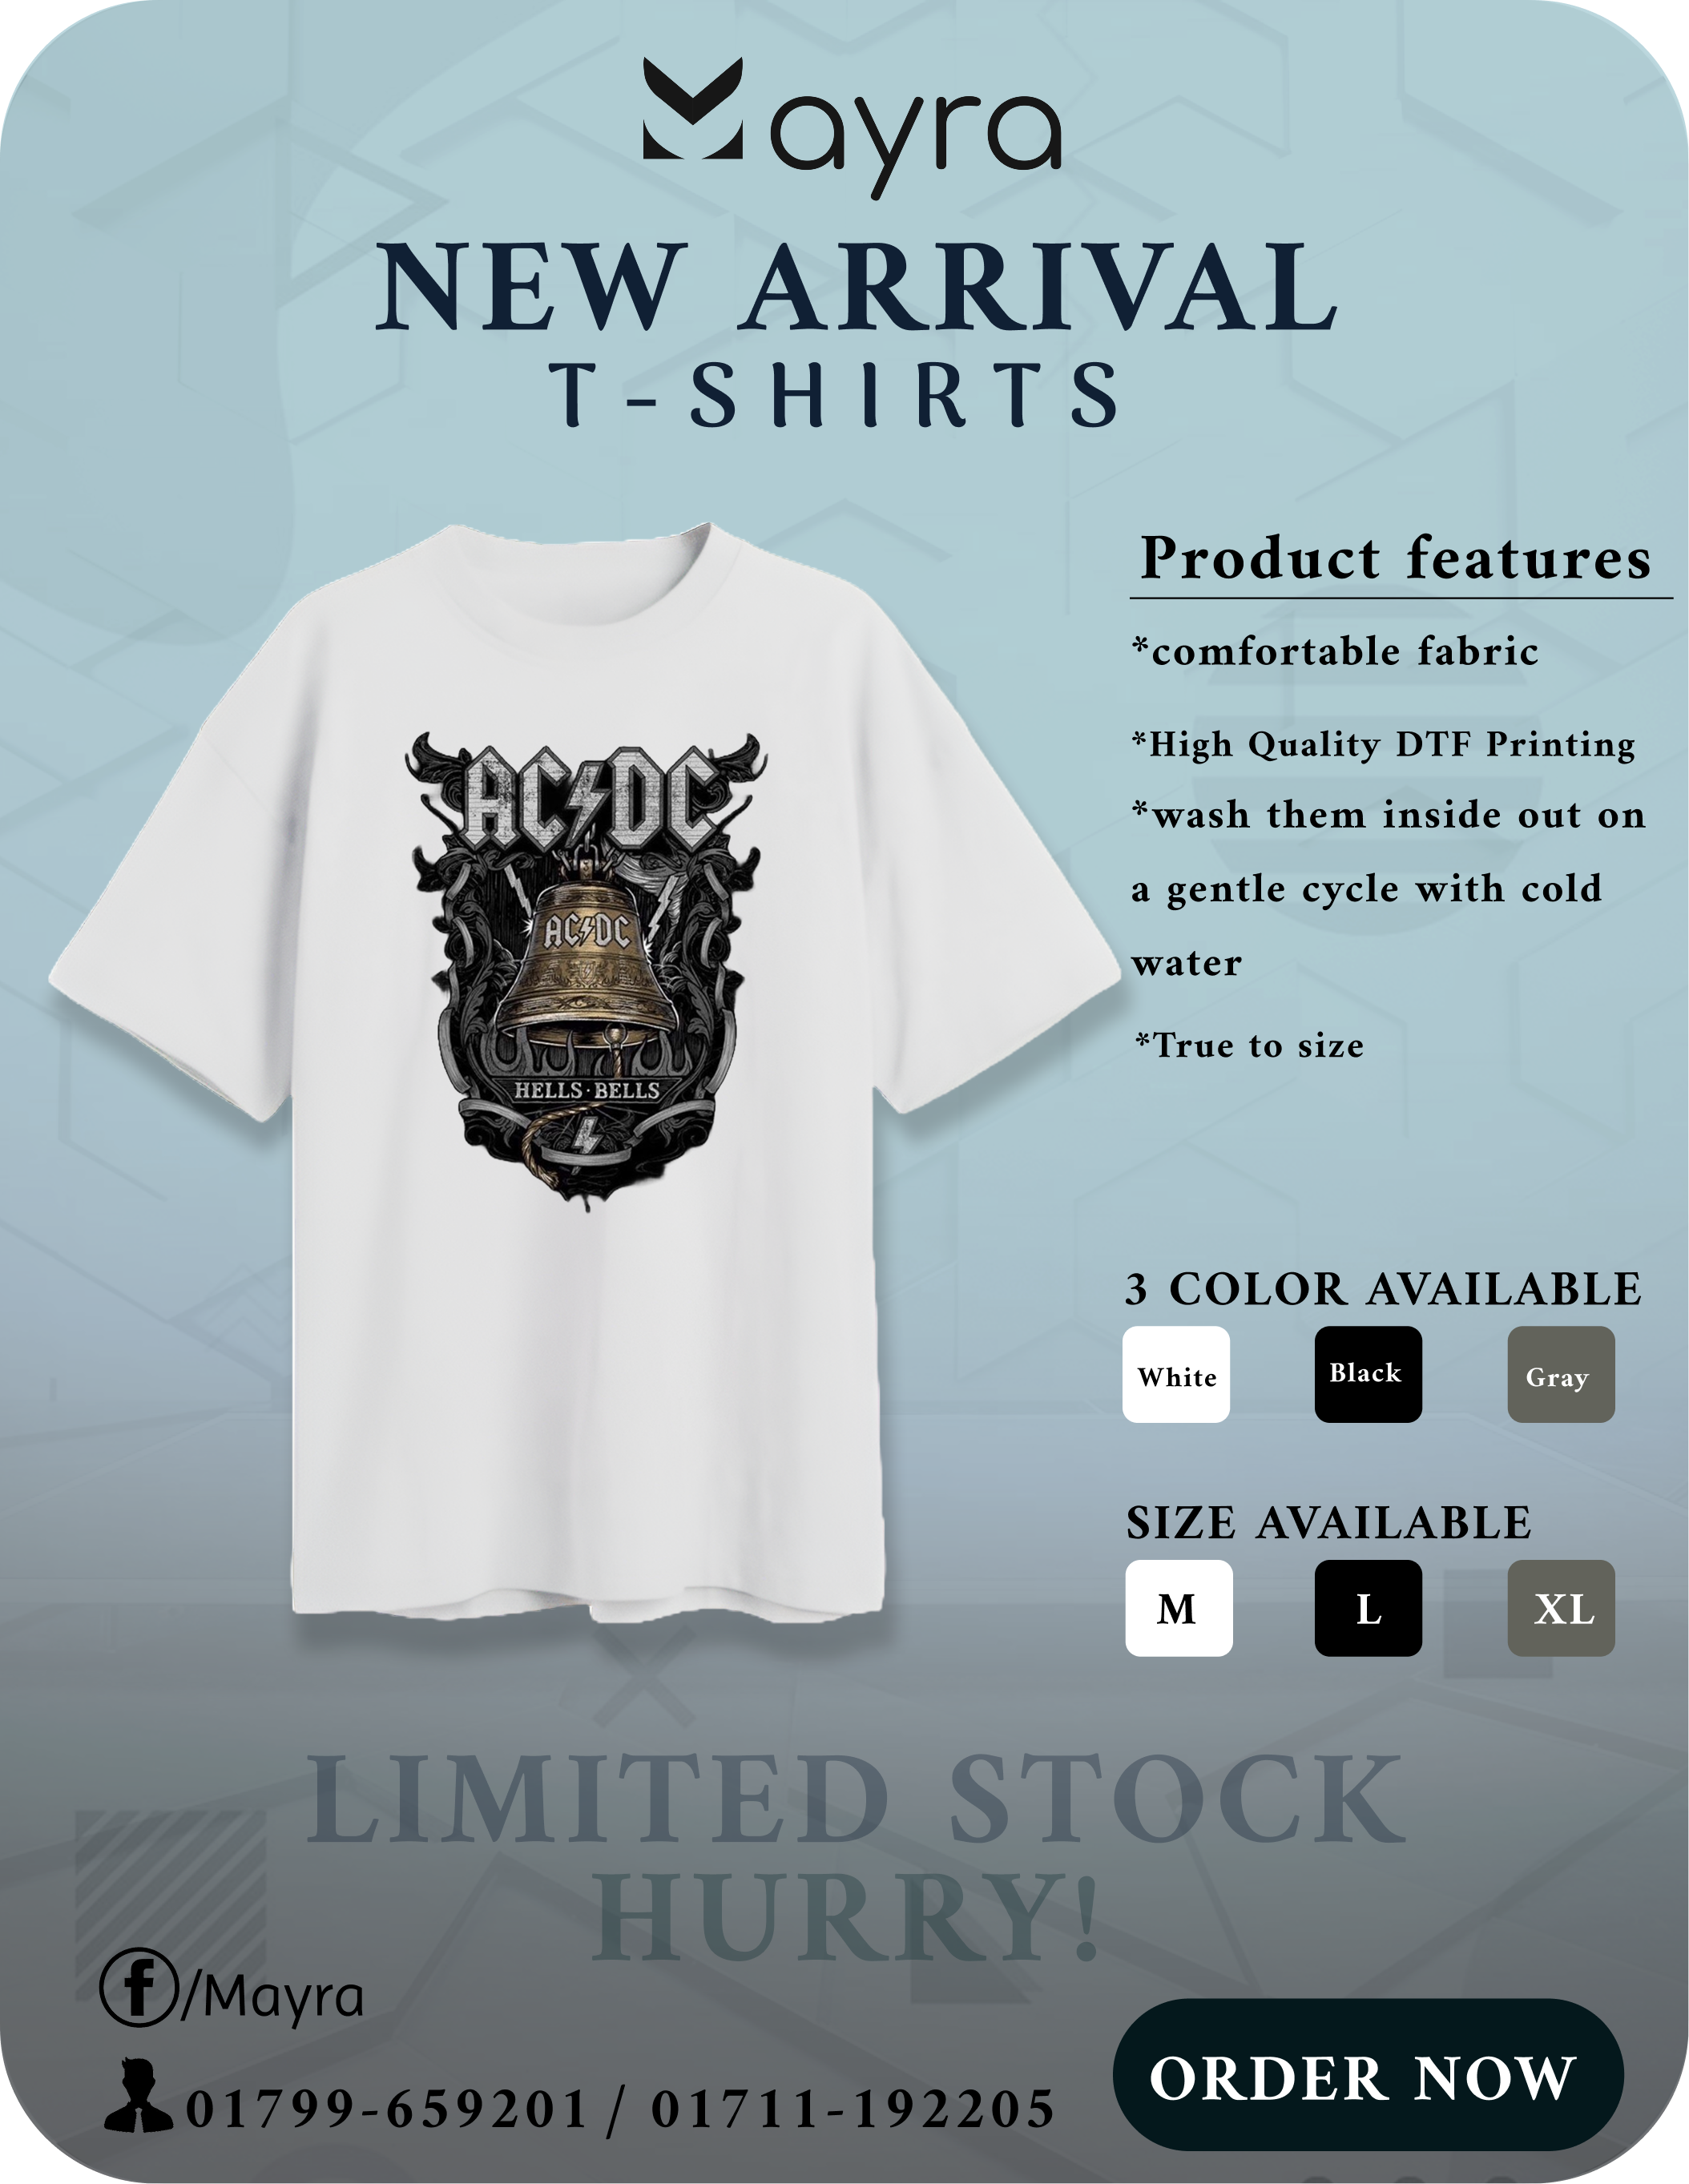 Mayra
NEW ARRIVAL
T-SHIRTS
Product features
*comfortable fabric
*High Quality DTF Printing
*wash them inside out on
a gentle cycle with cold
water
*True to size
AC⚡DC
AC⚡DC
HELLS·BELLS
3 COLOR AVAILABLE
White Black Gray
SIZE AVAILABLE
M L XL
LIMITED STOCK
HURRY!
/Mayra
01799-659201 / 01711-192205
ORDER NOW